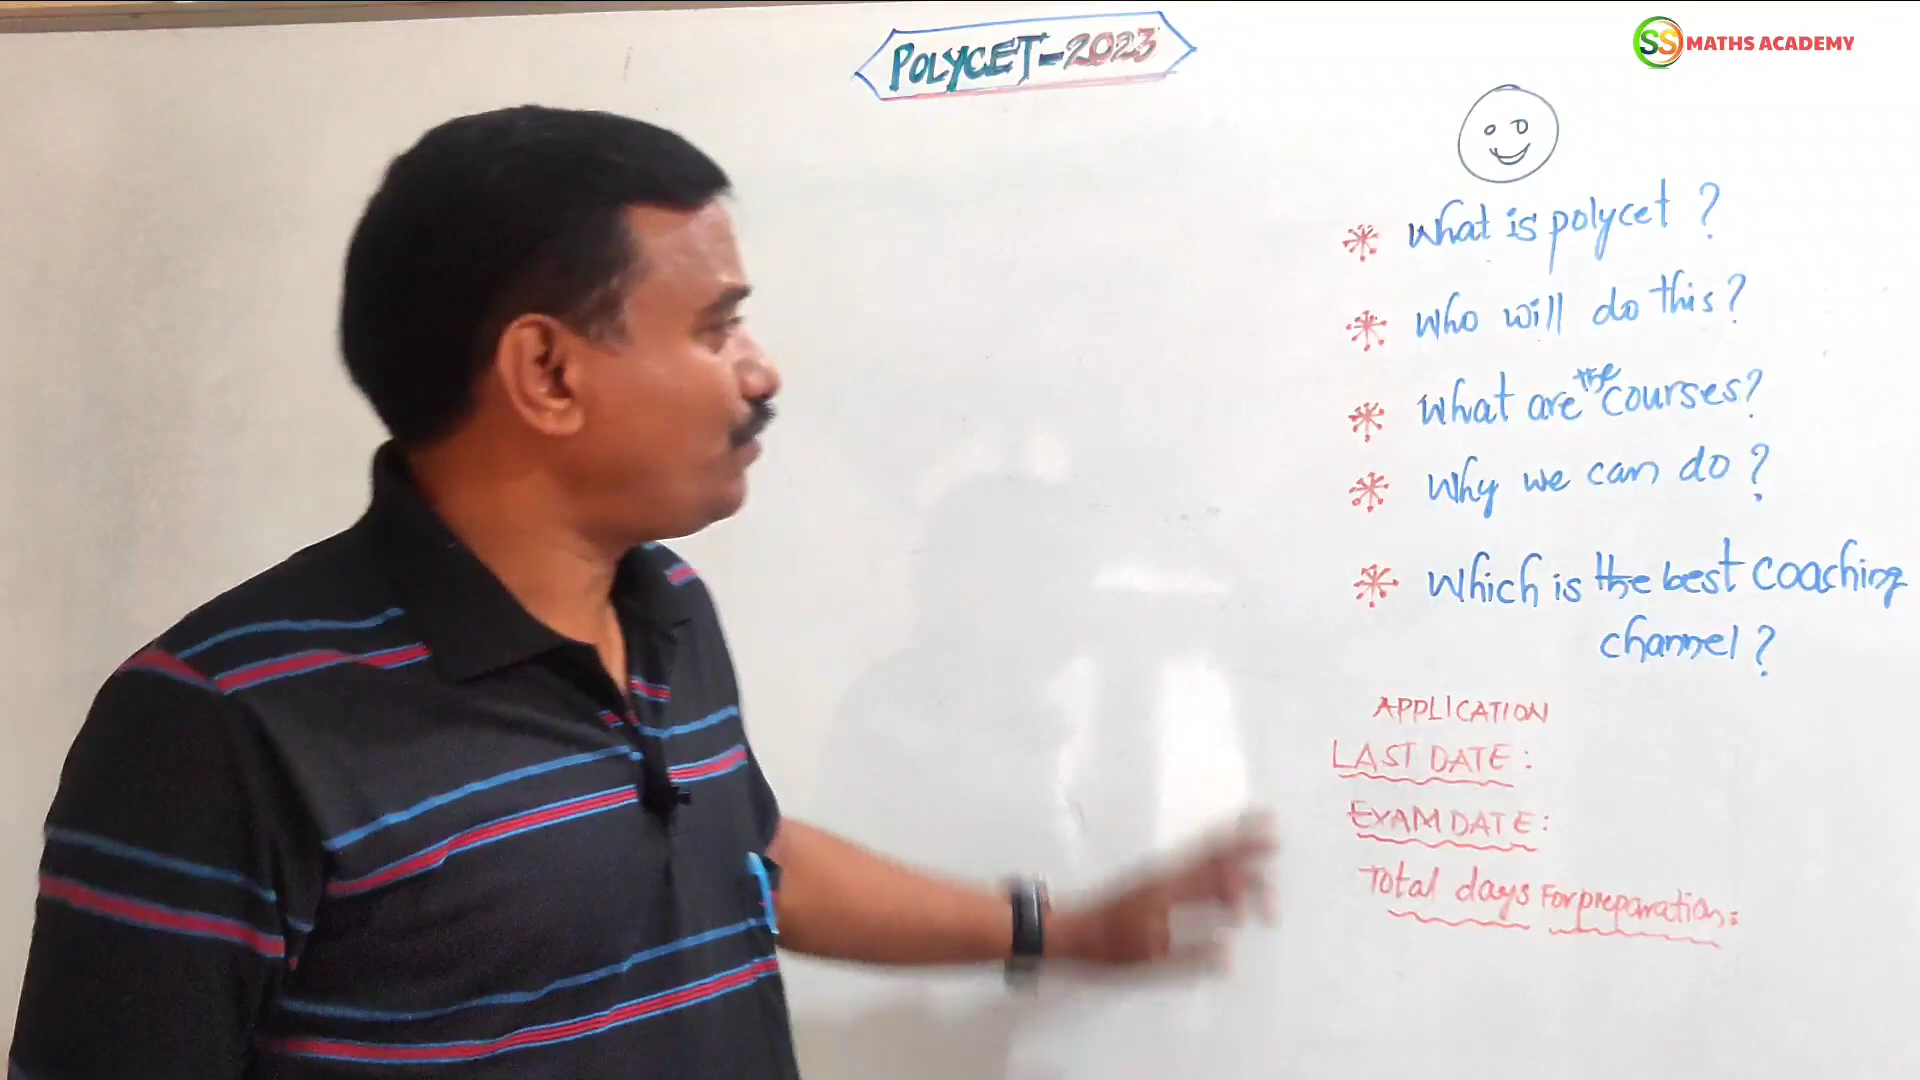 POLYCET-2023
SS MATHS ACADEMY
What is polycet ?
Who will do this?
What are the courses?
Why we can do ?
Which is the best coaching
channel ?
APPLICATION
LAST DATE :
EXAM DATE :
Total days For preparation: